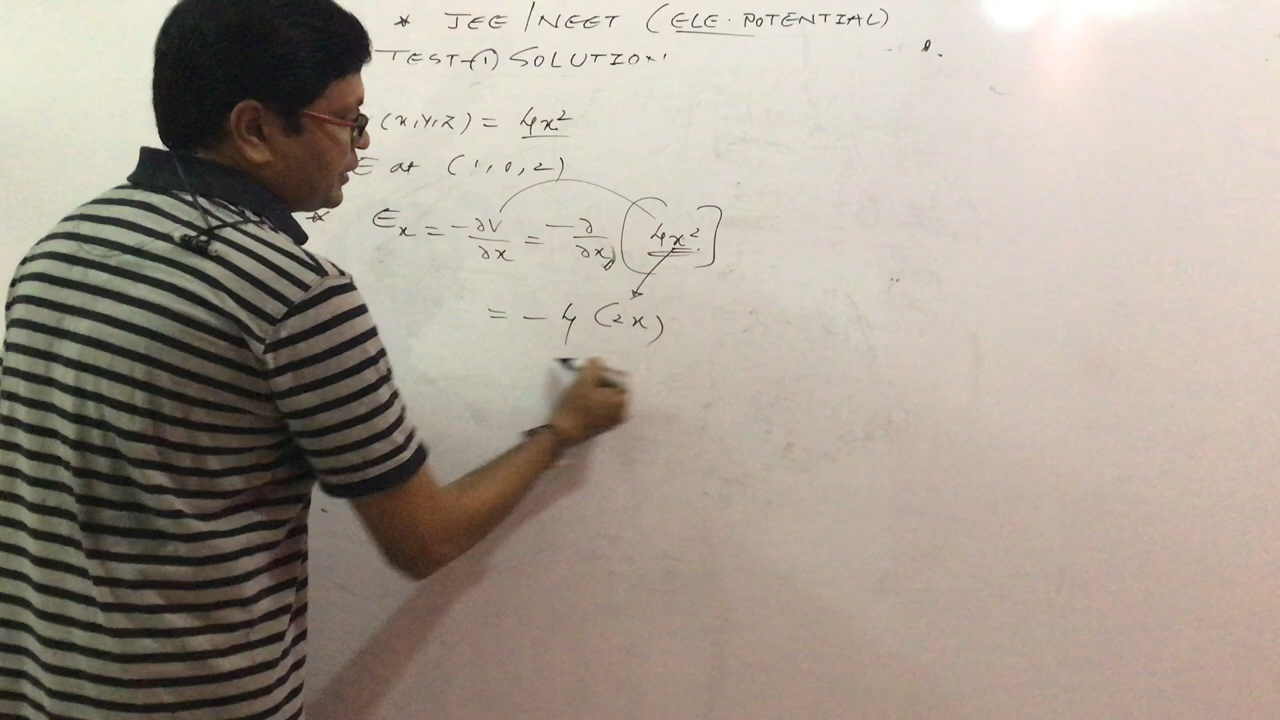 * JEE/NEET (ELE. POTENTIAL)
TEST-(1) SOLUTION:
(x,y,z) = 4x²
E at (1,0,2)
* Eₓ = -∂V/∂x = -∂/∂x [4x²]
= - 4 (2x)